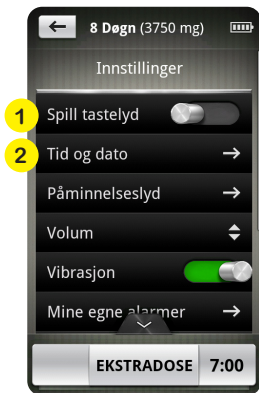 8 Døgn (3750 mg)
Innstillinger
1 Spill tastelyd
2 Tid og dato
Påminnelseslyd
Volum
Vibrasjon
Mine egne alarmer
EKSTRADOSE 7:00